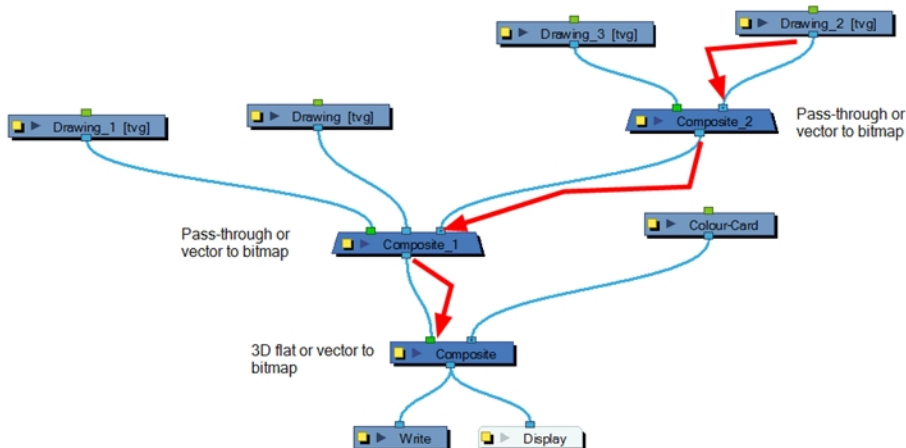 Drawing_3 [tvg]
Drawing_2 [tvg]
Drawing_1 [tvg]
Drawing [tvg]
Composite_2
Pass-through or
vector to bitmap
Colour-Card
Pass-through or
vector to bitmap
Composite_1
3D flat or vector to
bitmap
Composite
Write
Display